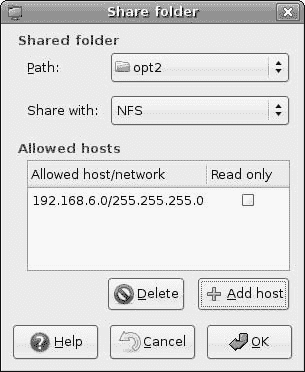 Share folder
Shared folder
Path: opt2
Share with: NFS
Allowed hosts
Allowed host/network Read only
192.168.6.0/255.255.255.0
Delete Add host
Help Cancel OK